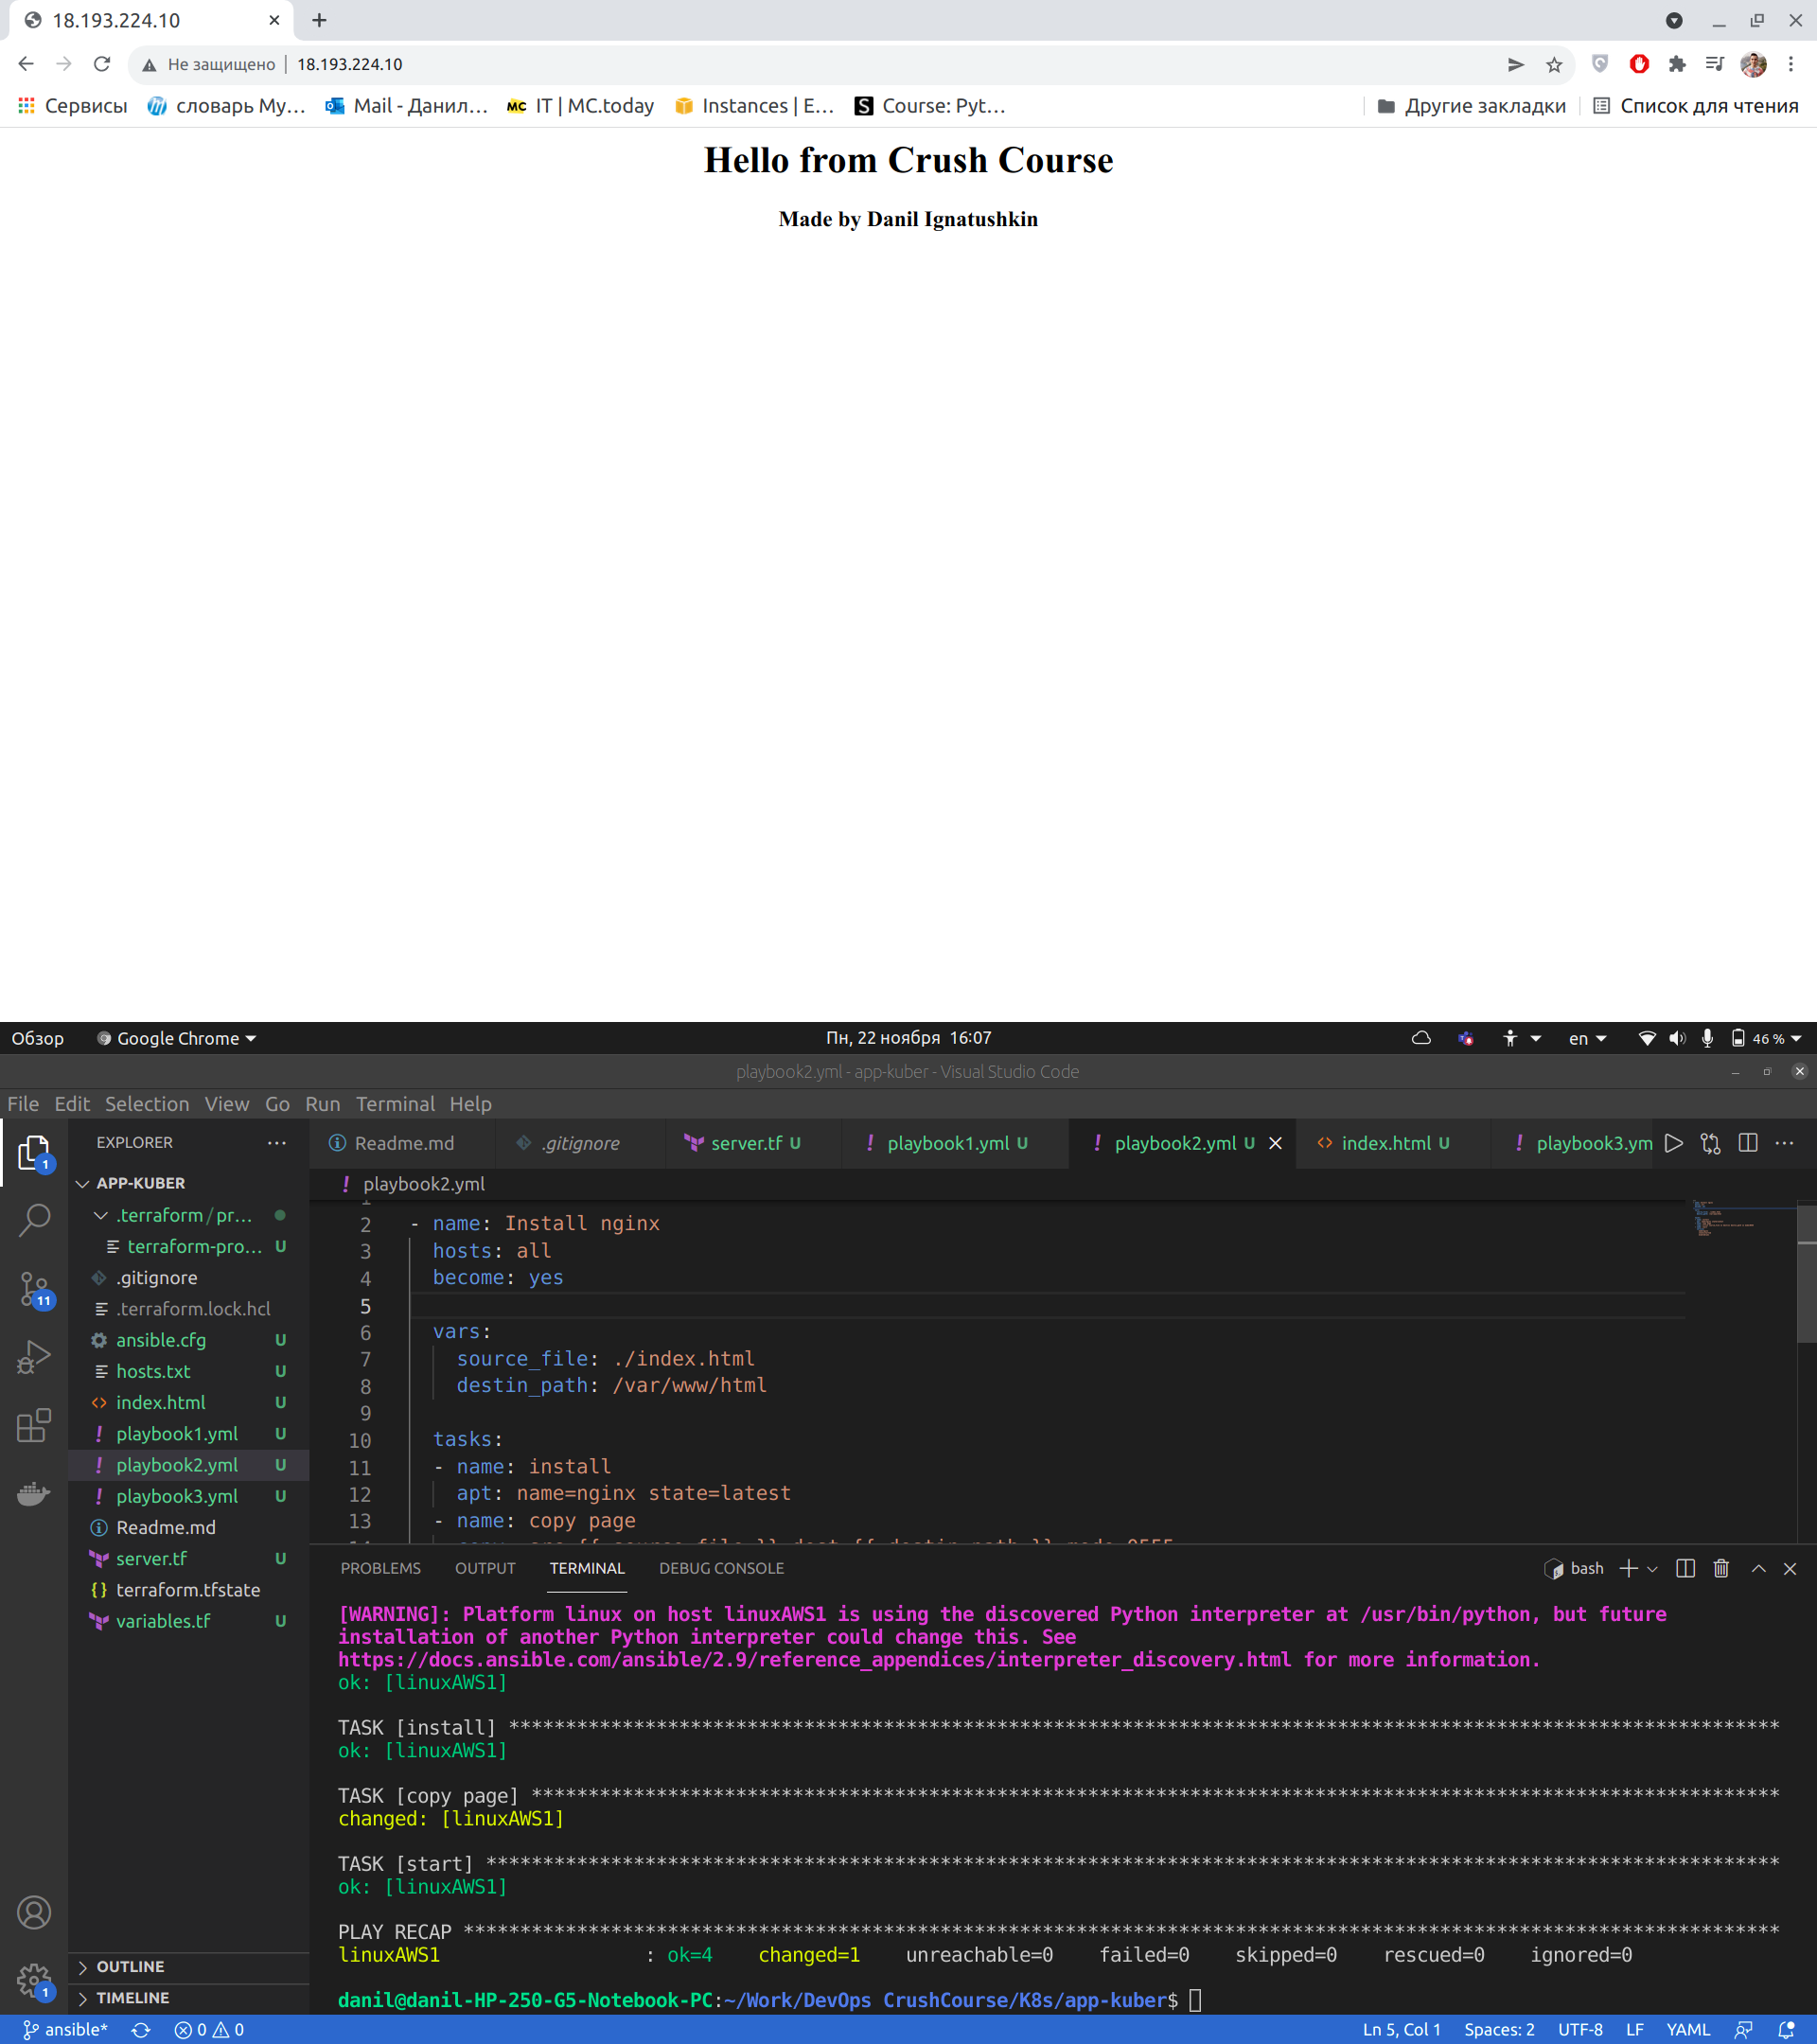 18.193.224.10
Не защищено 18.193.224.10
Сервисы словарь My... Mail - Данил... MC IT | MC.today Instances | E... S Course: Pyt... Другие закладки Список для чтения
Hello from Crush Course
Made by Danil Ignatushkin
Обзор Google Chrome Пн, 22 ноября 16:07 en 46 %
playbook2.yml - app-kuber - Visual Studio Code
File Edit Selection View Go Run Terminal Help
EXPLORER ... Readme.md .gitignore server.tf U playbook1.yml U playbook2.yml U index.html U playbook3.ym
1
APP-KUBER
! playbook2.yml
.terraform/pr...
terraform-pro... U
.gitignore
.terraform.lock.hcl
11
ansible.cfg U
hosts.txt U
index.html U
! playbook1.yml U
! playbook2.yml U
! playbook3.yml U
Readme.md
server.tf U
{} terraform.tfstate
variables.tf U
1
2 - name: Install nginx
3 hosts: all
4 become: yes
5
6 vars:
7 source_file: ./index.html
8 destin_path: /var/www/html
9
10 tasks:
11 - name: install
12 apt: name=nginx state=latest
13 - name: copy page
PROBLEMS OUTPUT TERMINAL DEBUG CONSOLE bash
[WARNING]: Platform linux on host linuxAWS1 is using the discovered Python interpreter at /usr/bin/python, but future
installation of another Python interpreter could change this. See
https://docs.ansible.com/ansible/2.9/reference_appendices/interpreter_discovery.html for more information.
ok: [linuxAWS1]
TASK [install] ****************************************************************************************************************
ok: [linuxAWS1]
TASK [copy page] **************************************************************************************************************
changed: [linuxAWS1]
TASK [start] ******************************************************************************************************************
ok: [linuxAWS1]
PLAY RECAP ********************************************************************************************************************
linuxAWS1 : ok=4 changed=1 unreachable=0 failed=0 skipped=0 rescued=0 ignored=0
danil@danil-HP-250-G5-Notebook-PC:~/Work/DevOps CrushCourse/K8s/app-kuber$
OUTLINE
1
TIMELINE
ansible* 0 0 Ln 5, Col 1 Spaces: 2 UTF-8 LF YAML